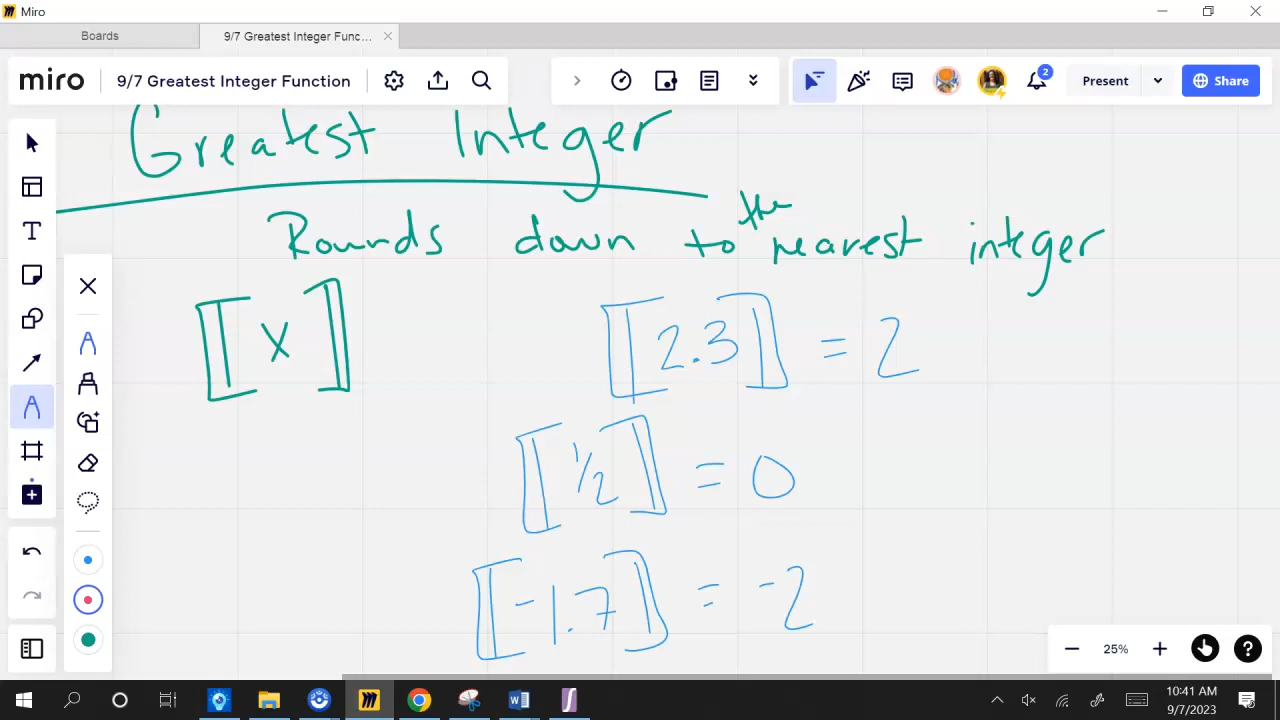 Miro
Boards
9/7 Greatest Integer Func...
miro
9/7 Greatest Integer Function
2
Present
Share
Greatest Integer
Rounds down to the nearest integer
⟦ x ⟧
⟦ 2.3 ⟧ = 2
⟦ 1/2 ⟧ = 0
⟦ -1.7 ⟧ = -2
25%
?
10:41 AM
9/7/2023